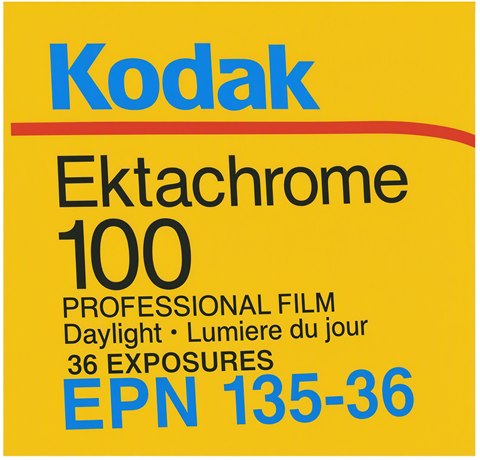 Kodak
Ektachrome
100
PROFESSIONAL FILM
Daylight • Lumiere du jour
36 EXPOSURES
EPN 135-36